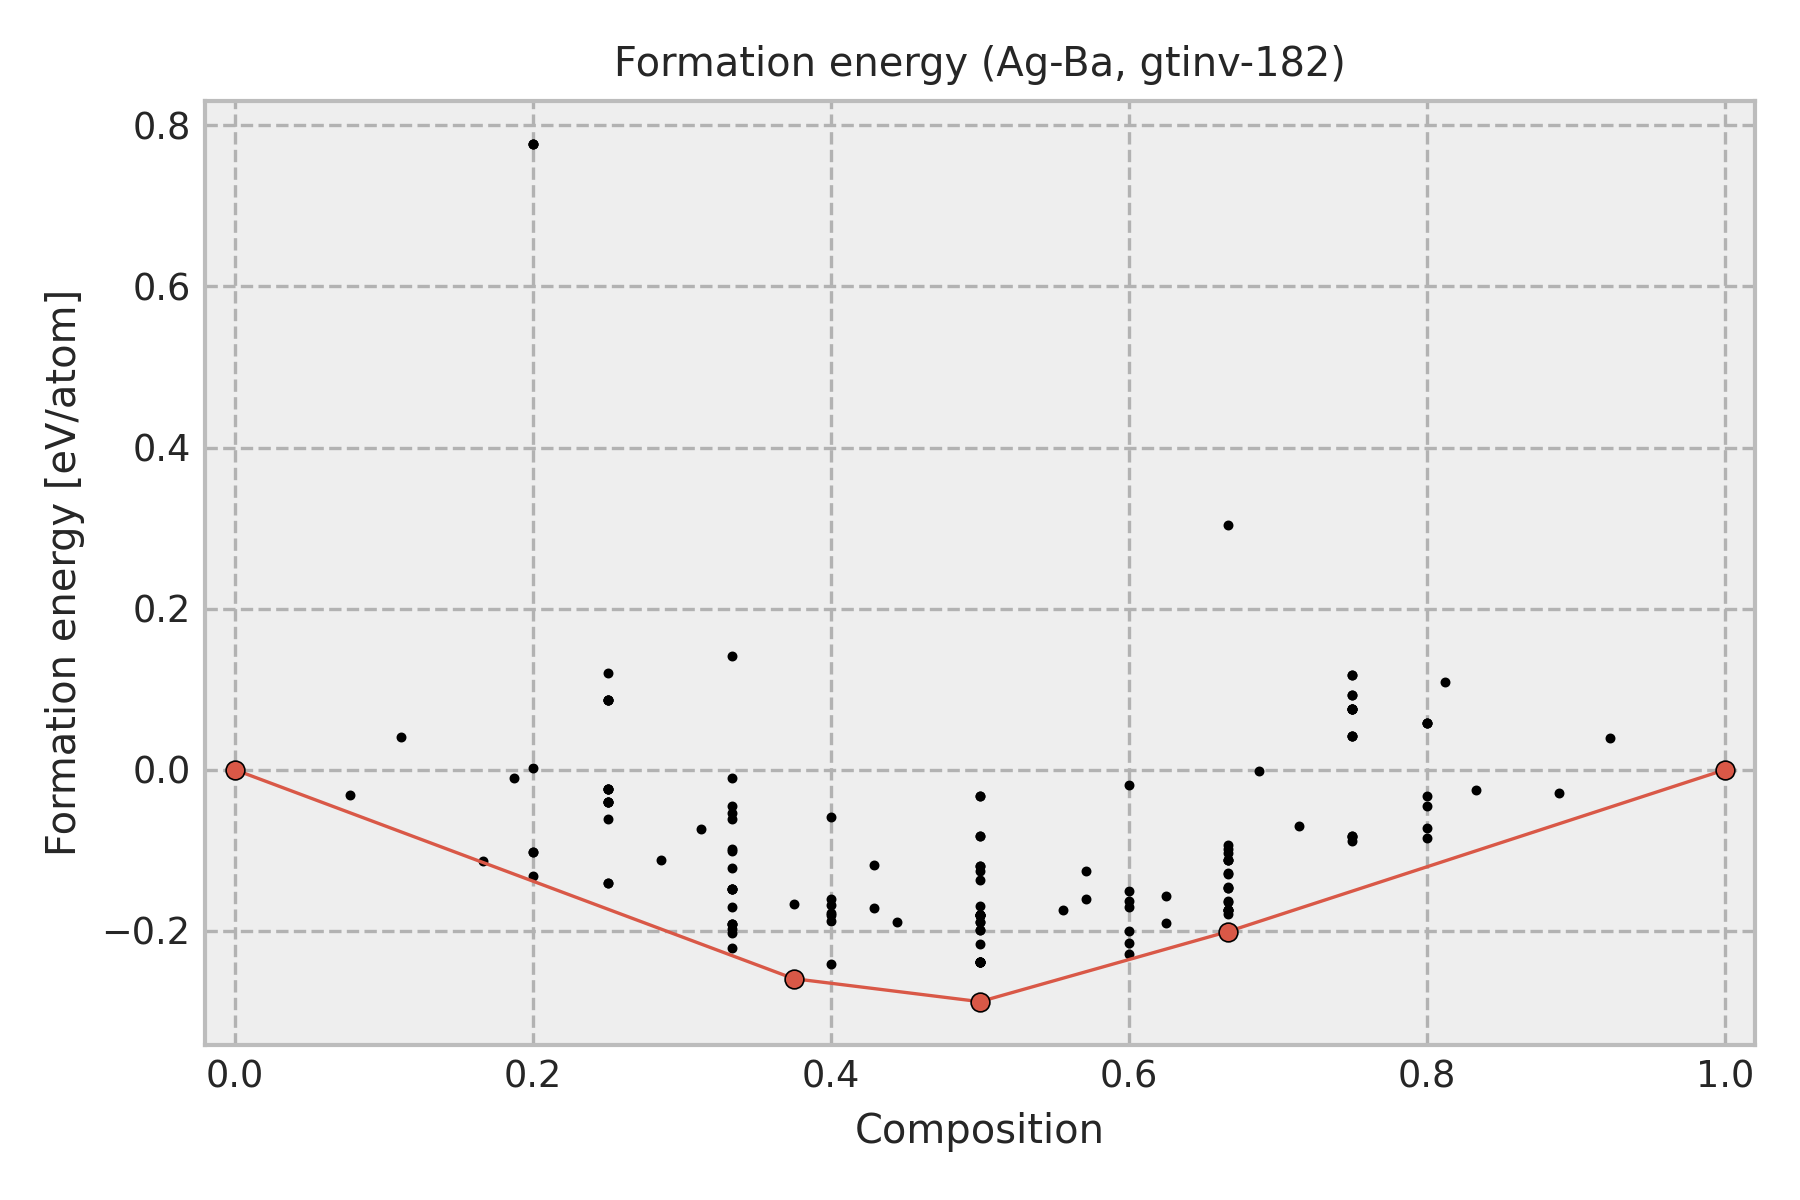 Formation energy (Ag-Ba, gtinv-182)
Formation energy [eV/atom]
0.8
0.6
0.4
0.2
0.0
−0.2
0.0 0.2 0.4 0.6 0.8 1.0
Composition